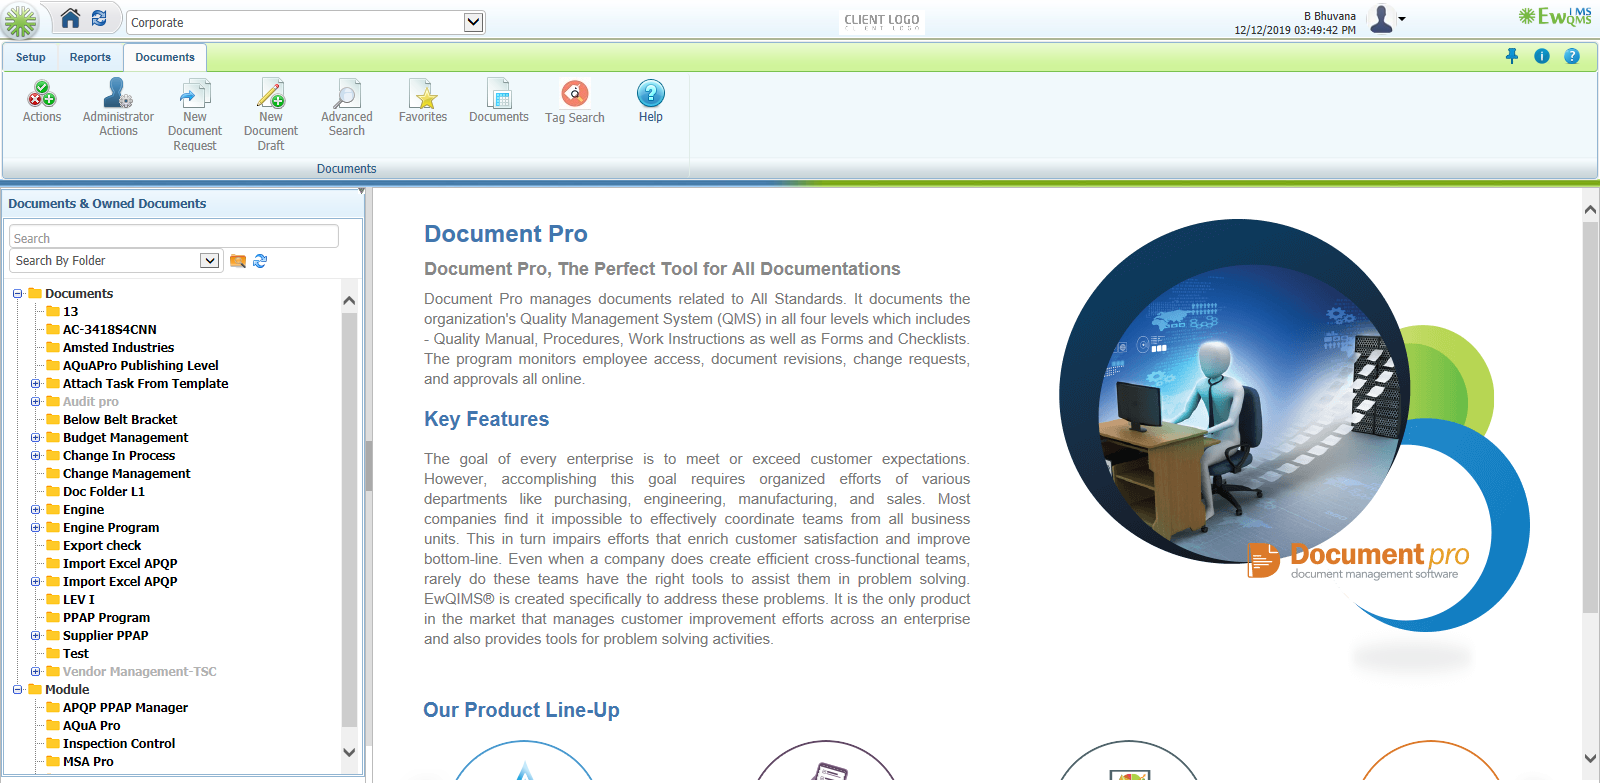 Corporate
CLIENT LOGO
B Bhuvana
12/12/2019 03:49:42 PM
EwQIMS
QMS
Setup
Reports
Documents
Actions
Administrator
Actions
New
Document
Request
New
Document
Draft
Advanced
Search
Favorites
Documents
Tag Search
Help
Documents
Documents & Owned Documents
Search
Search By Folder
Documents
13
AC-3418S4CNN
Amsted Industries
AQuAPro Publishing Level
Attach Task From Template
Audit pro
Below Belt Bracket
Budget Management
Change In Process
Change Management
Doc Folder L1
Engine
Engine Program
Export check
Import Excel APQP
Import Excel APQP
LEV I
PPAP Program
Supplier PPAP
Test
Vendor Management-TSC
Module
APQP PPAP Manager
AQuA Pro
Inspection Control
MSA Pro
Document Pro
Document Pro, The Perfect Tool for All Documentations
Document Pro manages documents related to All Standards. It documents the
organization's Quality Management System (QMS) in all four levels which includes
- Quality Manual, Procedures, Work Instructions as well as Forms and Checklists.
The program monitors employee access, document revisions, change requests,
and approvals all online.
Key Features
The goal of every enterprise is to meet or exceed customer expectations.
However, accomplishing this goal requires organized efforts of various
departments like purchasing, engineering, manufacturing, and sales. Most
companies find it impossible to effectively coordinate teams from all business
units. This in turn impairs efforts that enrich customer satisfaction and improve
bottom-line. Even when a company does create efficient cross-functional teams,
rarely do these teams have the right tools to assist them in problem solving.
EwQIMS® is created specifically to address these problems. It is the only product
in the market that manages customer improvement efforts across an enterprise
and also provides tools for problem solving activities.
Document pro
document management software
Our Product Line-Up